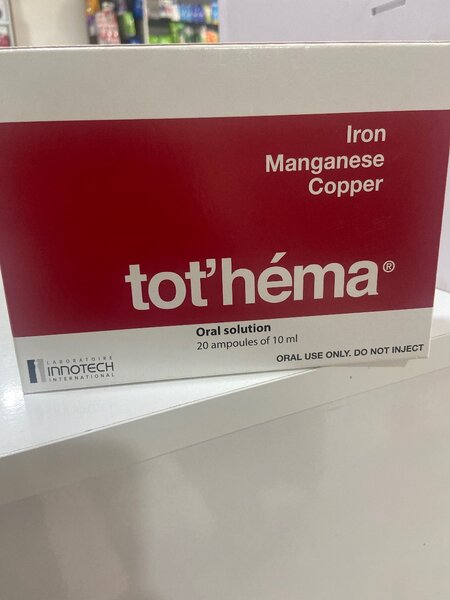 Iron
Manganese
Copper
tot'héma®
Oral solution
20 ampoules of 10 ml
ORAL USE ONLY. DO NOT INJECT
LABORATOIRE
INNOTECH
INTERNATIONAL